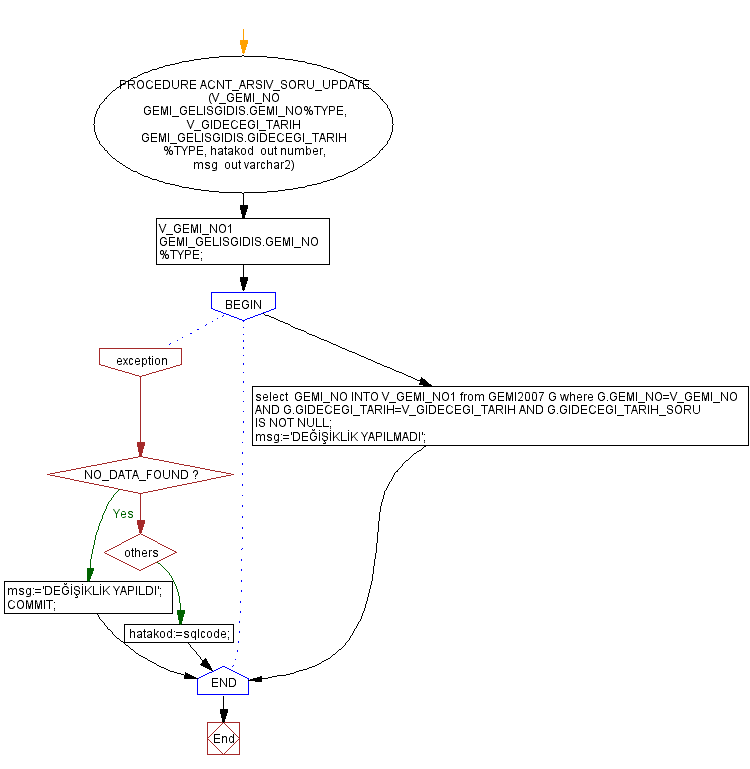 PROCEDURE ACNT_ARSIV_SORU_UPDATE
(V_GEMI_NO
GEMI_GELISGIDIS.GEMI_NO%TYPE,
V_GIDECEGI_TARIH
GEMI_GELISGIDIS.GIDECEGI_TARIH
%TYPE, hatakod out number,
msg out varchar2)
V_GEMI_NO1
GEMI_GELISGIDIS.GEMI_NO
%TYPE;
BEGIN
exception
select GEMI_NO INTO V_GEMI_NO1 from GEMI2007 G where G.GEMI_NO=V_GEMI_NO
AND G.GIDECEGI_TARIH=V_GIDECEGI_TARIH AND G.GIDECEGI_TARIH_SORU
IS NOT NULL;
msg:='DEĞİŞİKLİK YAPILMADI';
NO_DATA_FOUND ?
Yes
others
msg:='DEĞİŞİKLİK YAPILDI';
COMMIT;
hatakod:=sqlcode;
END
End